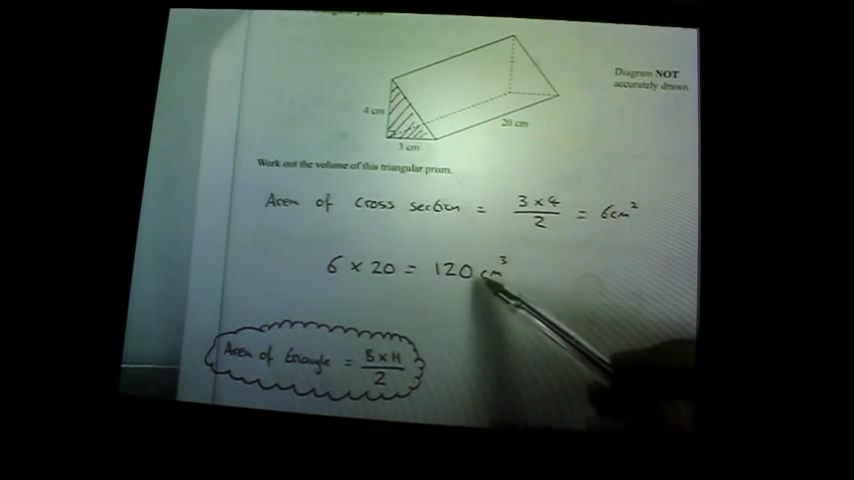 Diagram NOT
accurately drawn
4 cm
20 cm
3 cm
Work out the volume of this triangular prism.
Area of cross section = 3 × 4 / 2 = 6cm²
6 × 20 = 120 cm³
Area of triangle = B × H / 2